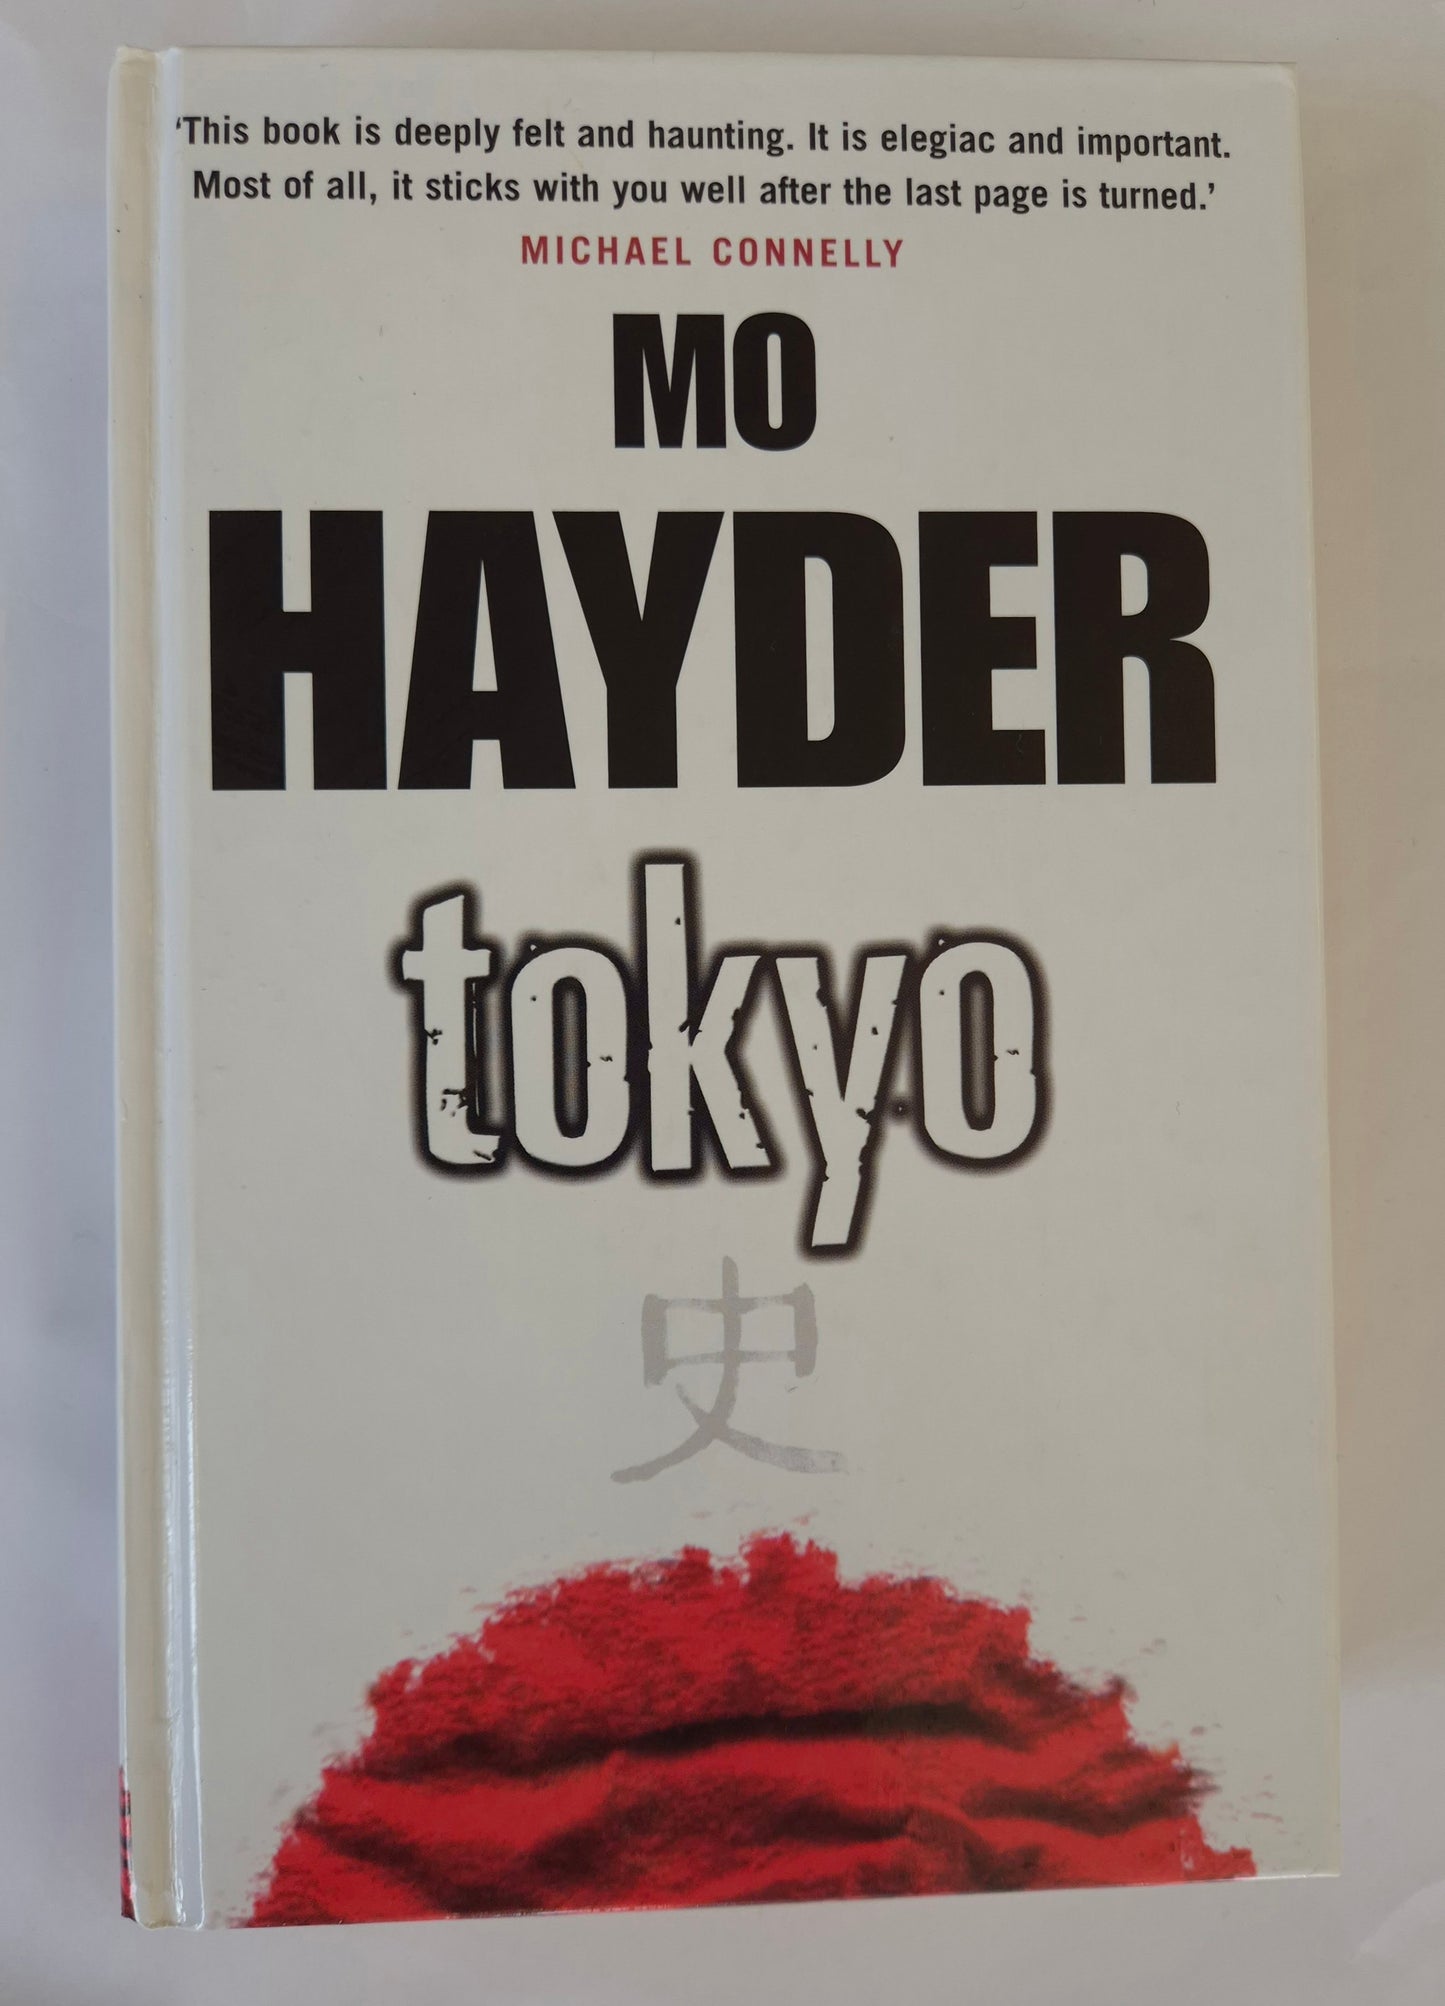 ‘This book is deeply felt and haunting. It is elegiac and important.
Most of all, it sticks with you well after the last page is turned.’
MICHAEL CONNELLY
MO
HAYDER
tokyo
史